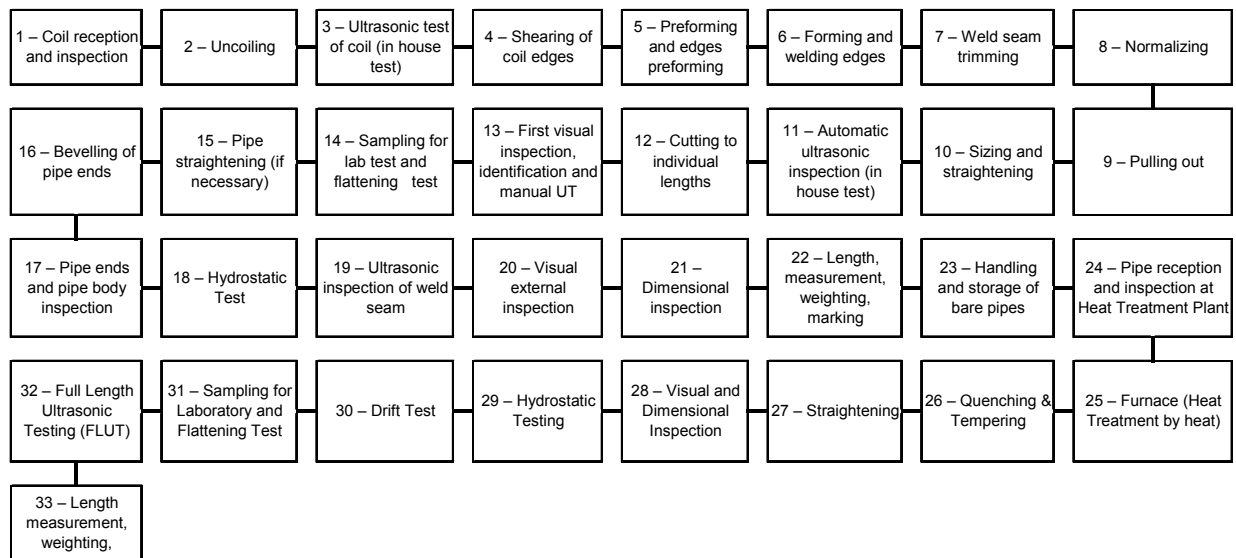 1 – Coil reception
and inspection
2 – Uncoiling
3 – Ultrasonic test
of coil (in house
test)
4 – Shearing of
coil edges
5 – Preforming
and edges
preforming
6 – Forming and
welding edges
7 – Weld seam
trimming
8 – Normalizing
9 – Pulling out
10 – Sizing and
straightening
11 – Automatic
ultrasonic
inspection (in
house test)
12 – Cutting to
individual
lengths
13 – First visual
inspection,
identification and
manual UT
14 – Sampling for
lab test and
flattening test
15 – Pipe
straightening (if
necessary)
16 – Bevelling of
pipe ends
17 – Pipe ends
and pipe body
inspection
18 – Hydrostatic
Test
19 – Ultrasonic
inspection of weld
seam
20 – Visual
external
inspection
21 –
Dimensional
inspection
22 – Length,
measurement,
weighting,
marking
23 – Handling
and storage of
bare pipes
24 – Pipe reception
and inspection at
Heat Treatment Plant
25 – Furnace (Heat
Treatment by heat)
26 – Quenching &
Tempering
27 – Straightening
28 – Visual and
Dimensional
Inspection
29 – Hydrostatic
Testing
30 – Drift Test
31 – Sampling for
Laboratory and
Flattening Test
32 – Full Length
Ultrasonic
Testing (FLUT)
33 – Length
measurement,
weighting,